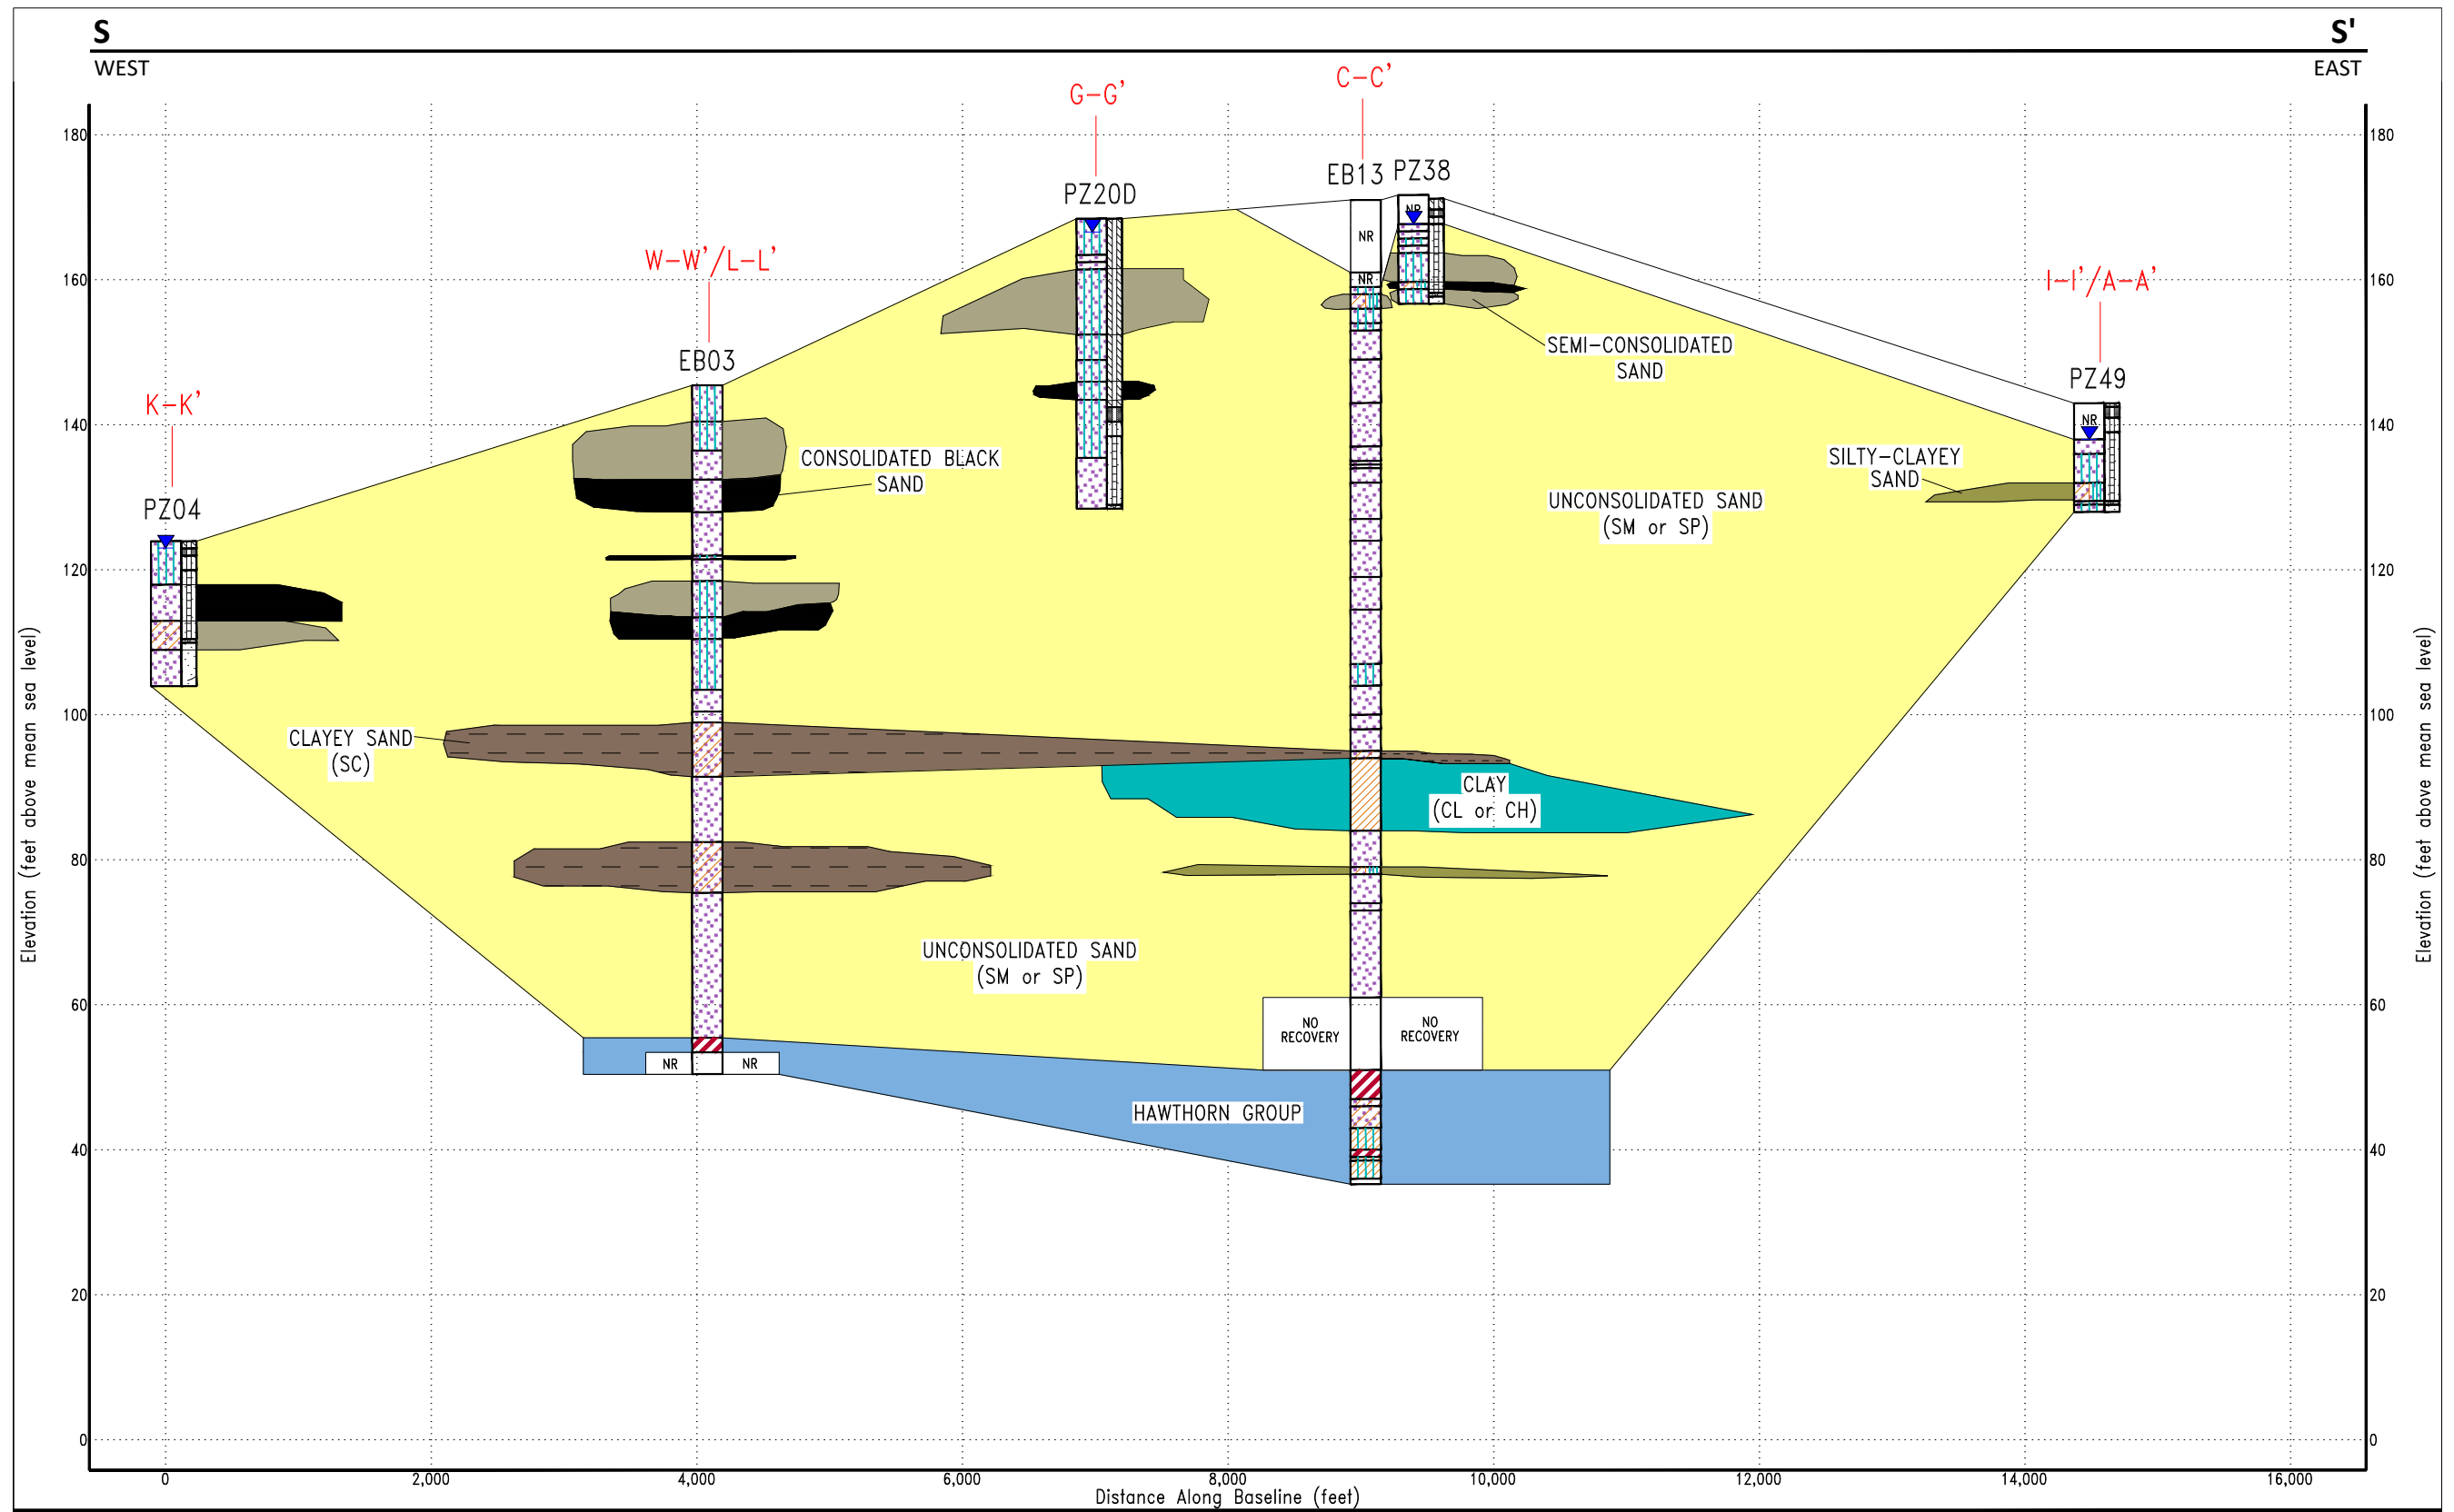 S
S'
WEST
EAST
C-C'
G-G'
EB13
PZ38
PZ20D
W-W'/L-L'
I-I'/A-A'
EB03
PZ49
K-K'
PZ04
180
180
160
160
140
140
120
120
100
100
80
80
60
60
40
40
20
20
0
0
NR
NR
NR
NR
SEMI-CONSOLIDATED
SAND
CONSOLIDATED BLACK
SAND
SILTY-CLAYEY
SAND
UNCONSOLIDATED SAND
(SM or SP)
CLAYEY SAND
(SC)
CLAY
(CL or CH)
UNCONSOLIDATED SAND
(SM or SP)
NO
RECOVERY
NO
RECOVERY
NR
NR
HAWTHORN GROUP
Elevation (feet above mean sea level)
Elevation (feet above mean sea level)
0
2,000
4,000
6,000
8,000
10,000
12,000
14,000
16,000
Distance Along Baseline (feet)